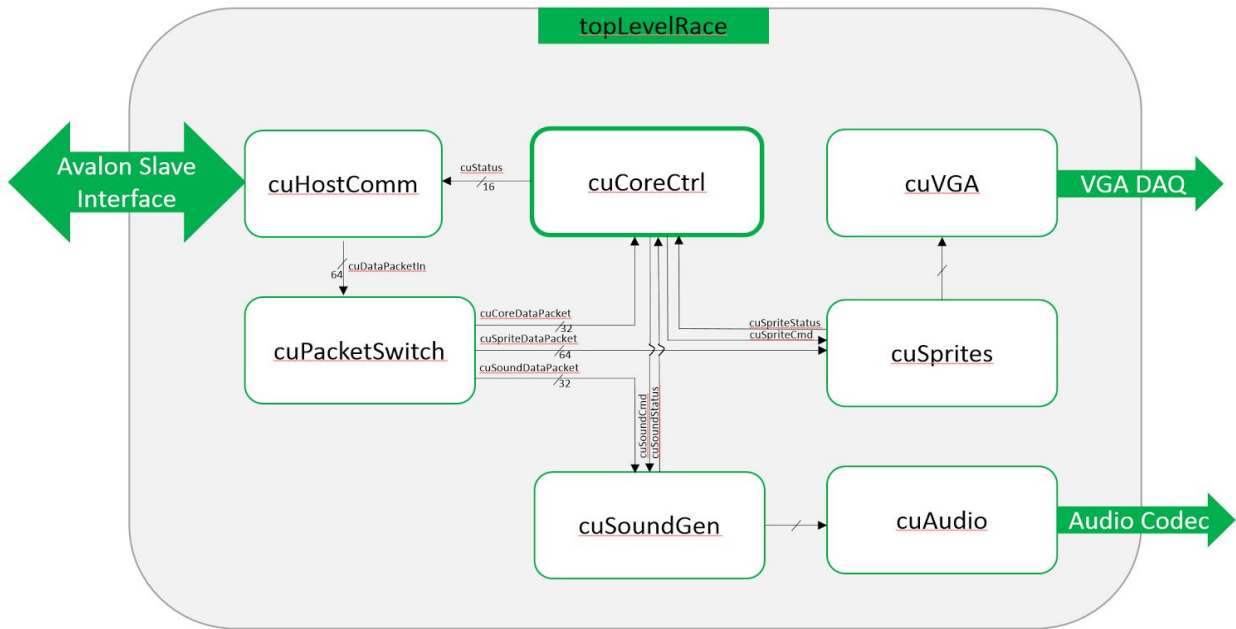 topLevelRace
Avalon Slave
Interface
cuHostComm
cuStatus
16
cuCoreCtrl
cuVGA
VGA DAQ
64
cuDataPacketIn
cuPacketSwitch
cuCoreDataPacket
32
cuSpriteDataPacket
64
cuSoundDataPacket
32
cuSpriteStatus
cuSpriteCmd
cuSprites
cuSoundCmd
cuSoundStatus
cuSoundGen
cuAudio
Audio Codec